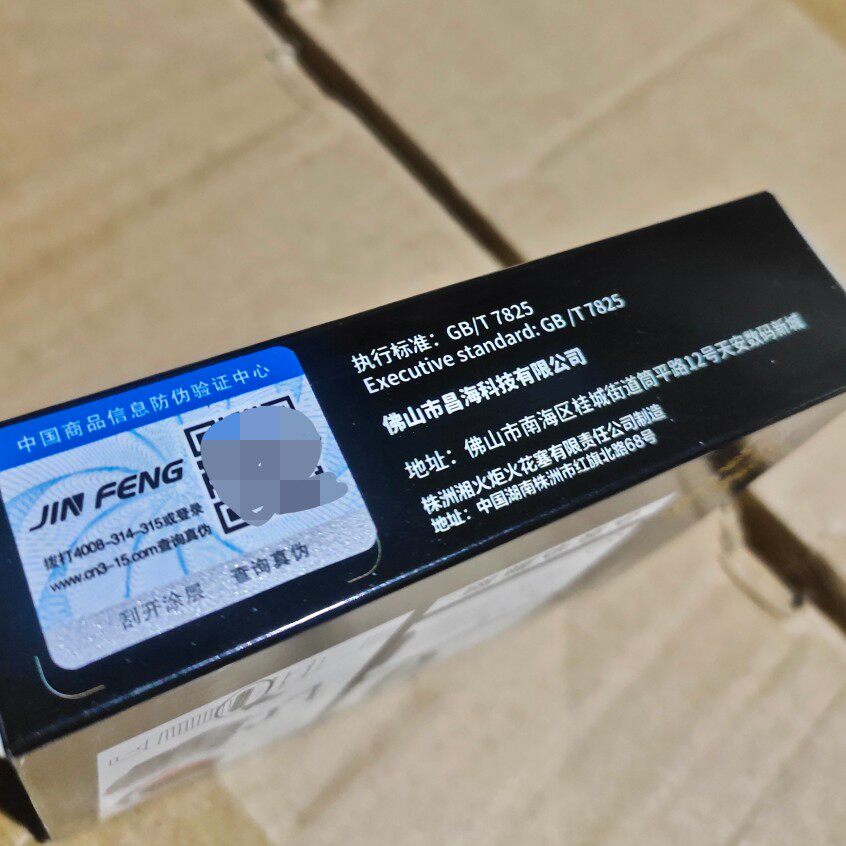 中国商品信息防伪验证中心
JIN FENG
拨打4008-314-315或登录
www.cn3-15.com查询真伪
刮开涂层 查询真伪
执行标准：GB/T 7825
Executive standard: GB /T 7825
佛山市昌海科技有限公司
地址：佛山市南海区桂城街道简平路12号天安数码新城
株洲湘火炬火花塞有限责任公司制造
地址：中国湖南株洲市红旗北路68号